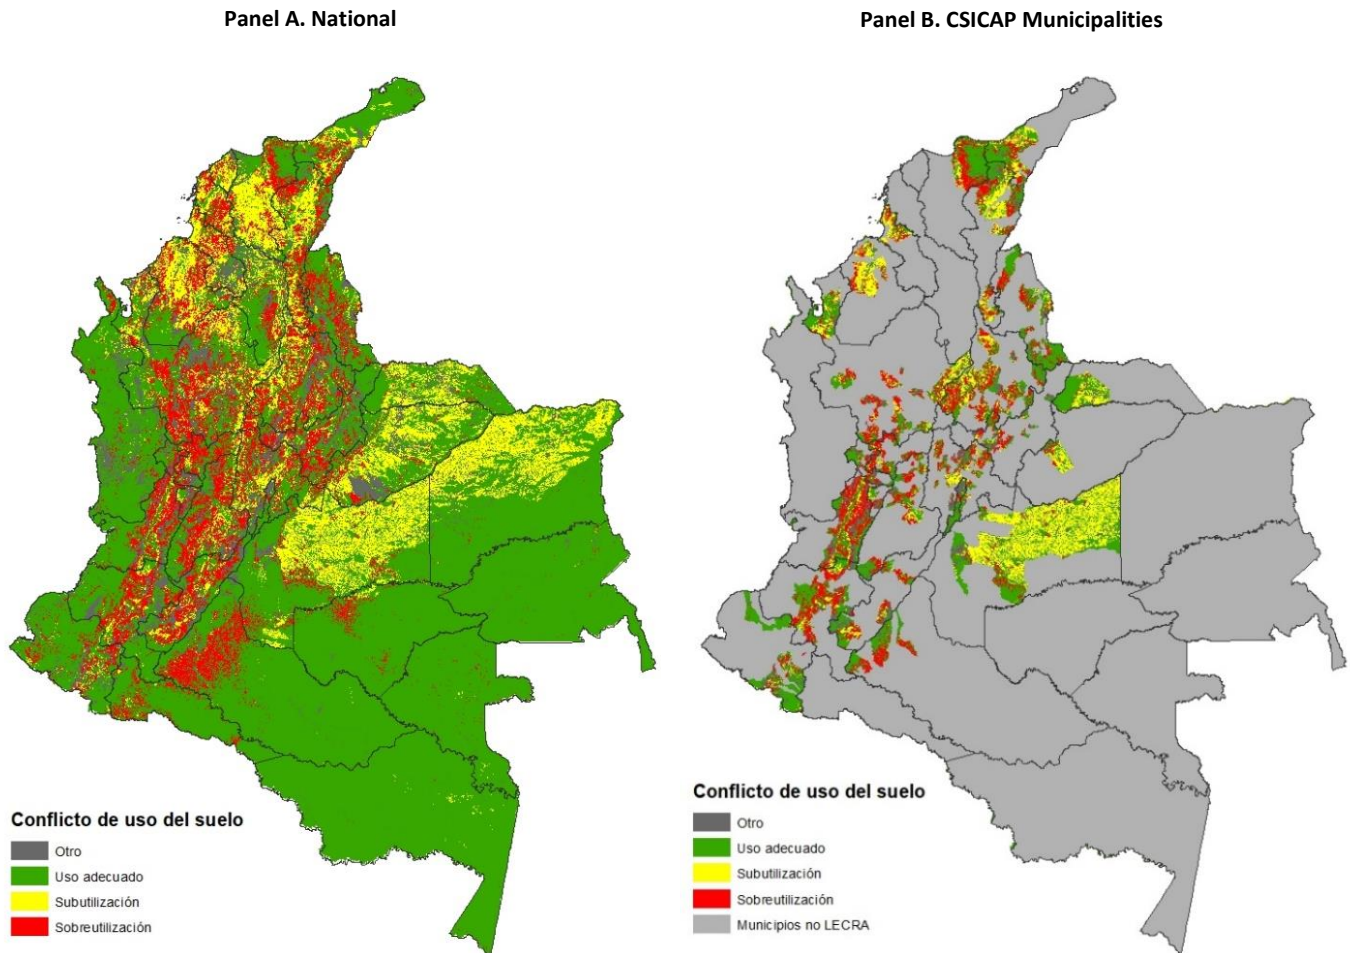 Panel A. National
Panel B. CSICAP Municipalities
Conflicto de uso del suelo
Otro
Uso adecuado
Subutilización
Sobreutilización
Conflicto de uso del suelo
Otro
Uso adecuado
Subutilización
Sobreutilización
Municipios no LECRA